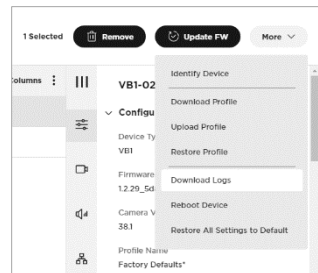 1 Selected
Remove
Update FW
More
Columns
VB1-02
Identify Device
Download Profile
Upload Profile
Restore Profile
Download Logs
Reboot Device
Restore All Settings to Default
Configu
Device Ty
VB1
Firmware
1.2.29_5d
Camera V
38.1
Profile Name
Factory Defaults*